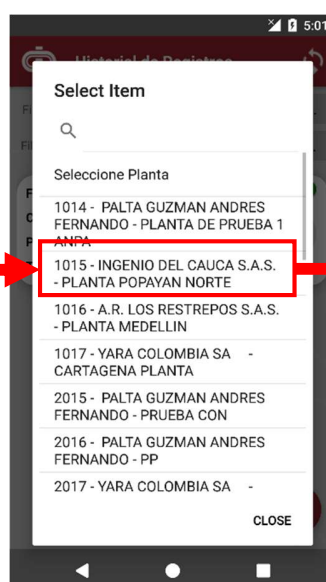 5:01
Historial de Registros
Select Item
Seleccione Planta
1014 - PALTA GUZMAN ANDRES
FERNANDO - PLANTA DE PRUEBA 1
ANPA
1015 - INGENIO DEL CAUCA S.A.S.
- PLANTA POPAYAN NORTE
1016 - A.R. LOS RESTREPOS S.A.S.
- PLANTA MEDELLIN
1017 - YARA COLOMBIA SA -
CARTAGENA PLANTA
2015 - PALTA GUZMAN ANDRES
FERNANDO - PRUEBA CON
2016 - PALTA GUZMAN ANDRES
FERNANDO - PP
2017 - YARA COLOMBIA SA -
CLOSE